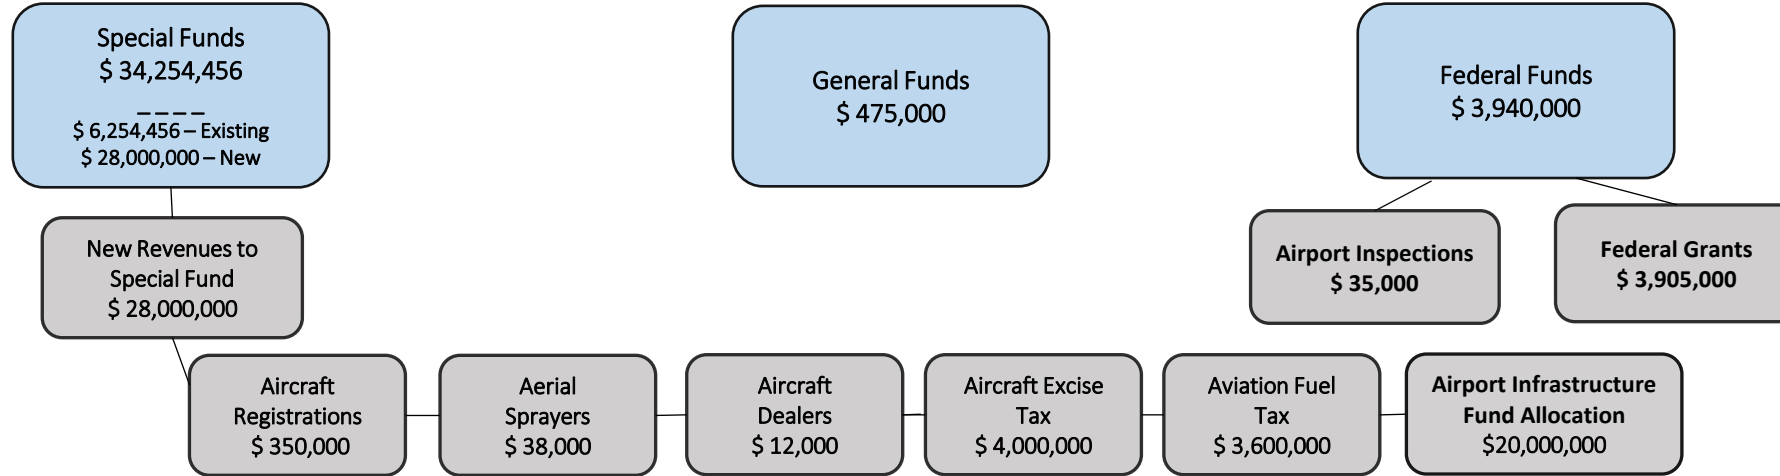 Special Funds
$ 34,254,456
_ _ _ _
$ 6,254,456 – Existing
$ 28,000,000 – New
General Funds
$ 475,000
Federal Funds
$ 3,940,000
New Revenues to
Special Fund
$ 28,000,000
Airport Inspections
$ 35,000
Federal Grants
$ 3,905,000
Aircraft
Registrations
$ 350,000
Aerial
Sprayers
$ 38,000
Aircraft
Dealers
$ 12,000
Aircraft Excise
Tax
$ 4,000,000
Aviation Fuel
Tax
$ 3,600,000
Airport Infrastructure
Fund Allocation
$20,000,000